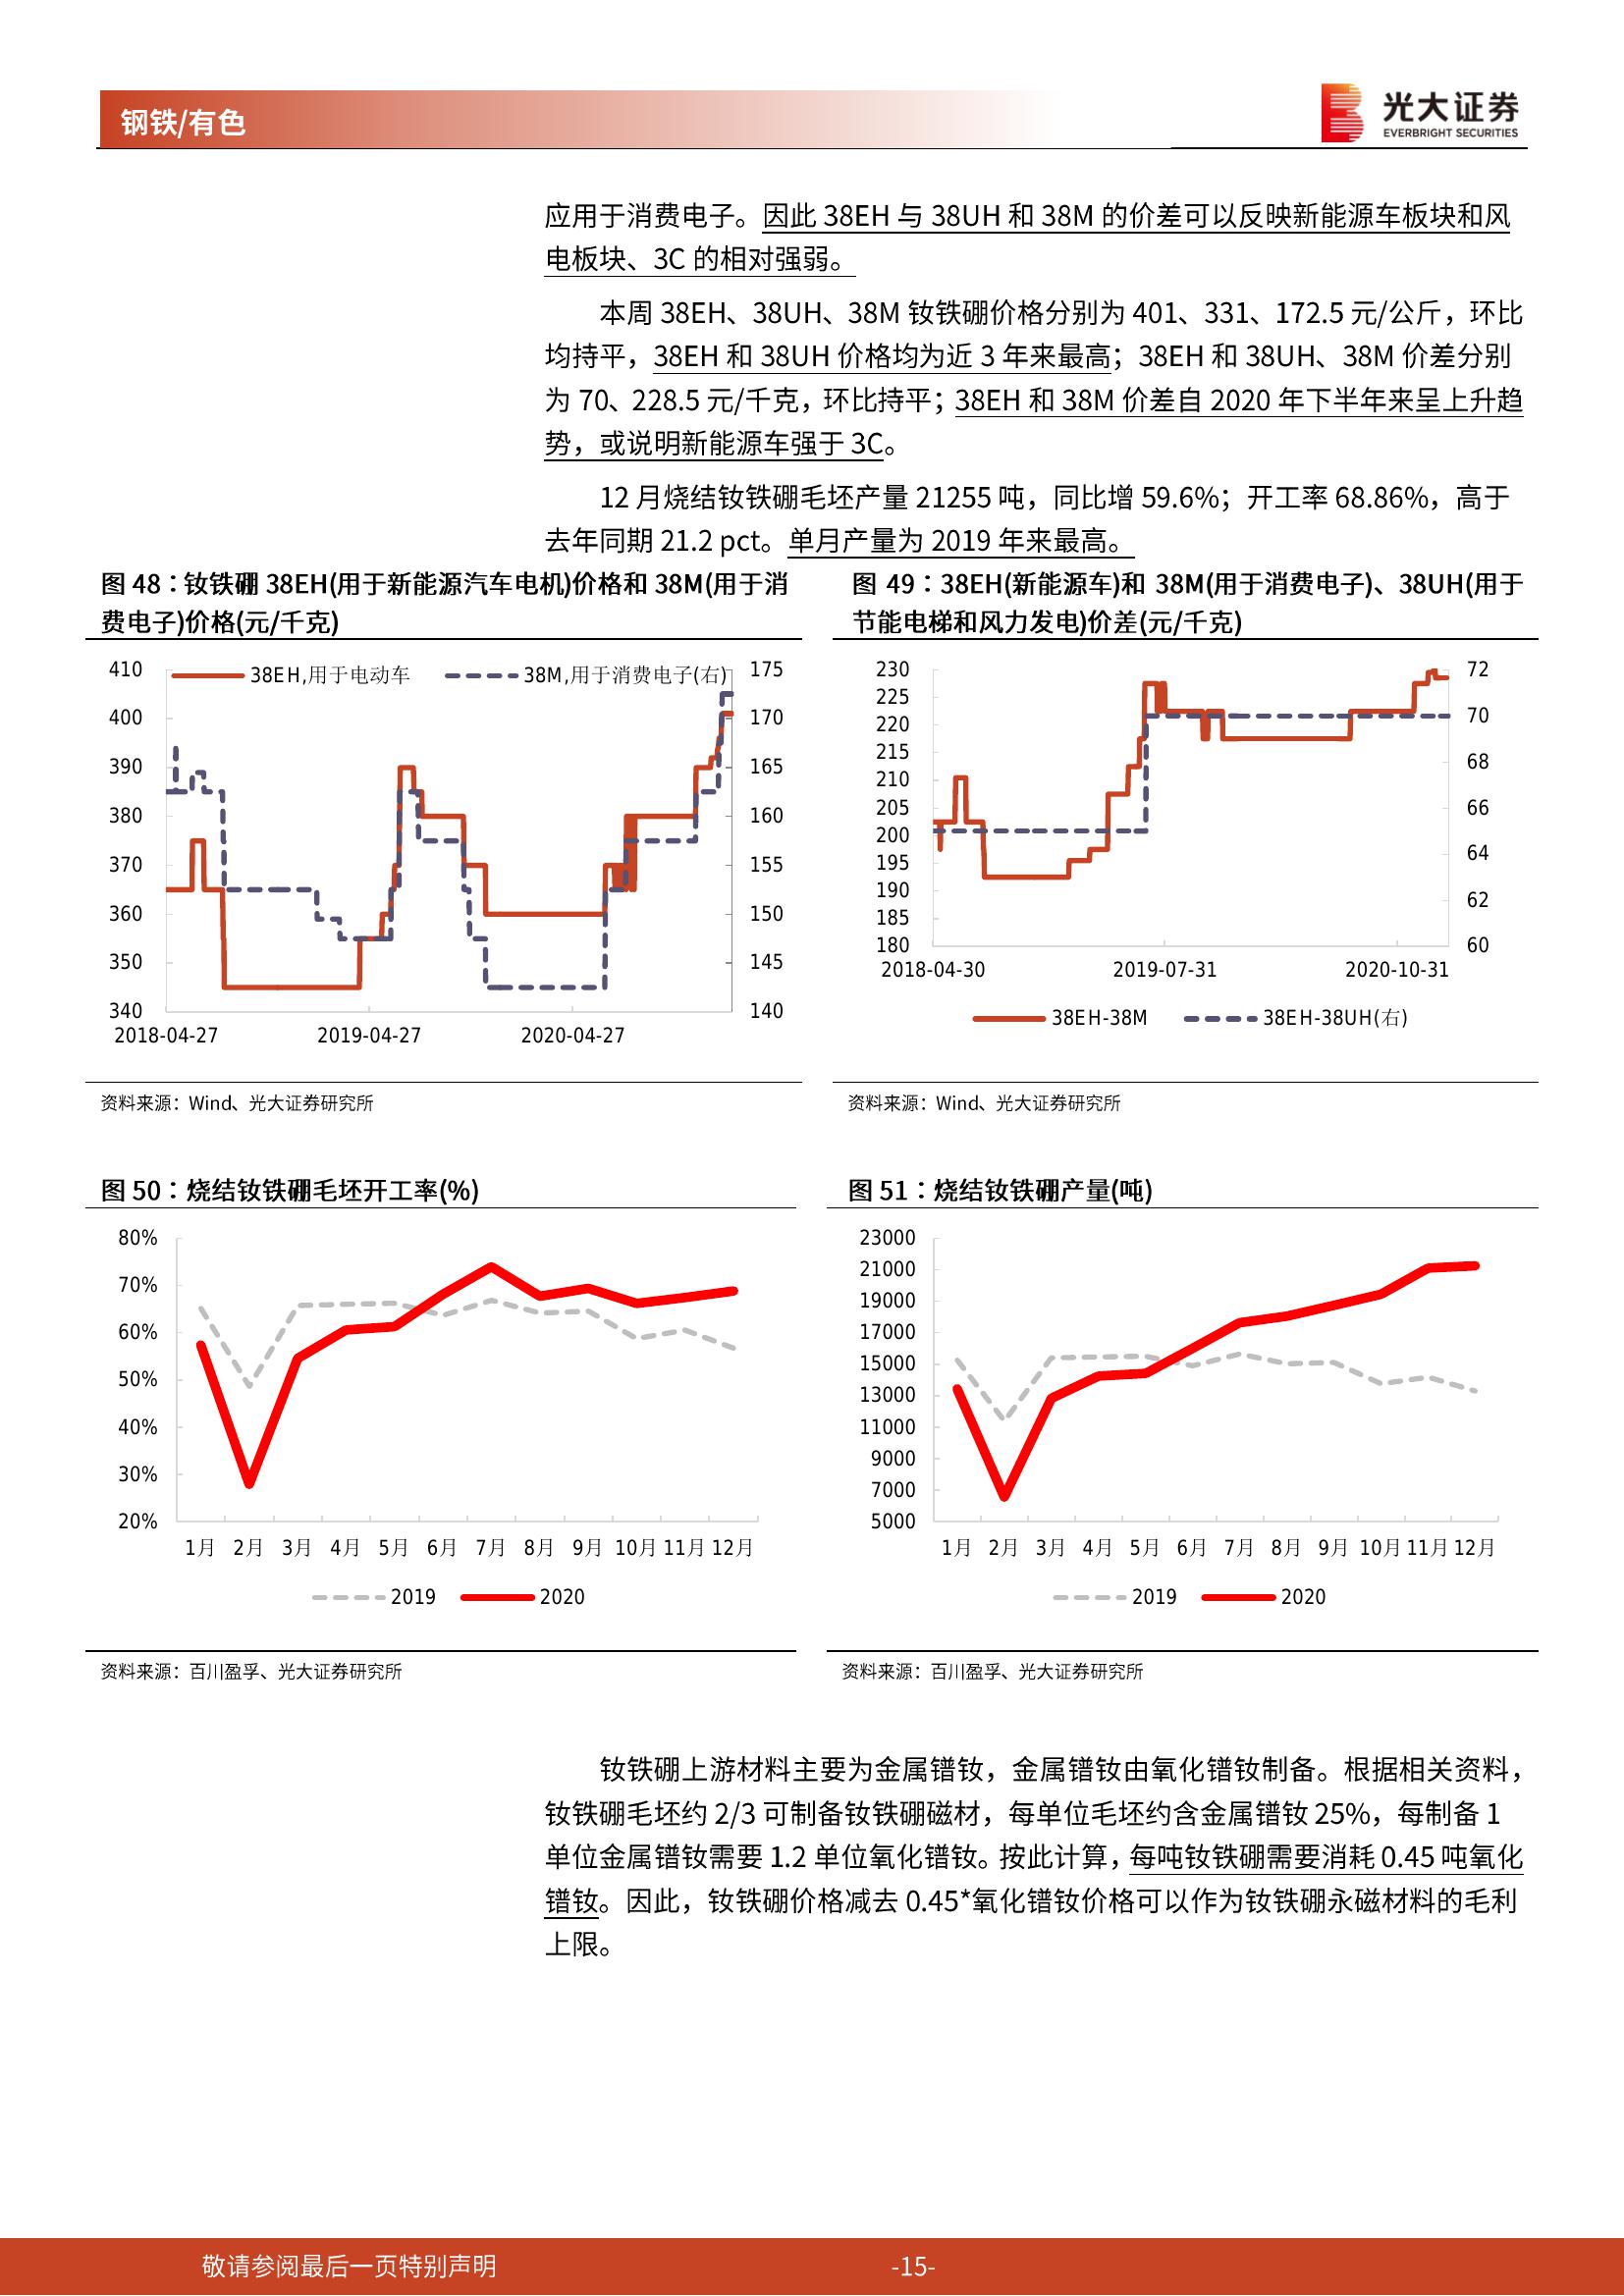 钢铁/有色
光大证券
EVERBRIGHT SECURITIES
应用于消费电子。因此 38EH 与 38UH 和 38M 的价差可以反映新能源车板块和风
电板块、3C 的相对强弱。
本周 38EH、38UH、38M 钕铁硼价格分别为 401、331、172.5 元/公斤，环比
均持平，38EH 和 38UH 价格均为近 3 年来最高；38EH 和 38UH、38M 价差分别
为 70、228.5 元/千克，环比持平；38EH 和 38M 价差自 2020 年下半年来呈上升趋
势，或说明新能源车强于 3C。
12 月烧结钕铁硼毛坯产量 21255 吨，同比增 59.6%；开工率 68.86%，高于
去年同期 21.2 pct。单月产量为 2019 年来最高。
图 48：钕铁硼 38EH(用于新能源汽车电机)价格和 38M(用于消
费电子)价格(元/千克)
410
400
390
380
370
360
350
340
38EH,用于电动车
38M,用于消费电子(右)
175
170
165
160
155
150
145
140
2018-04-27
2019-04-27
2020-04-27
资料来源：Wind、光大证券研究所
图 49：38EH(新能源车)和 38M(用于消费电子)、38UH(用于
节能电梯和风力发电)价差(元/千克)
230
225
220
215
210
205
200
195
190
185
180
72
70
68
66
64
62
60
2018-04-30
2019-07-31
2020-10-31
38EH-38M
38EH-38UH(右)
资料来源：Wind、光大证券研究所
图 50：烧结钕铁硼毛坯开工率(%)
80%
70%
60%
50%
40%
30%
20%
1月 2月 3月 4月 5月 6月 7月 8月 9月 10月 11月 12月
2019
2020
资料来源：百川盈孚、光大证券研究所
图 51：烧结钕铁硼产量(吨)
23000
21000
19000
17000
15000
13000
11000
9000
7000
5000
1月 2月 3月 4月 5月 6月 7月 8月 9月 10月 11月 12月
2019
2020
资料来源：百川盈孚、光大证券研究所
钕铁硼上游材料主要为金属镨钕，金属镨钕由氧化镨钕制备。根据相关资料，
钕铁硼毛坯约 2/3 可制备钕铁硼磁材，每单位毛坯约含金属镨钕 25%，每制备 1
单位金属镨钕需要 1.2 单位氧化镨钕。按此计算，每吨钕铁硼需要消耗 0.45 吨氧化
镨钕。因此，钕铁硼价格减去 0.45*氧化镨钕价格可以作为钕铁硼永磁材料的毛利
上限。
敬请参阅最后一页特别声明
-15-